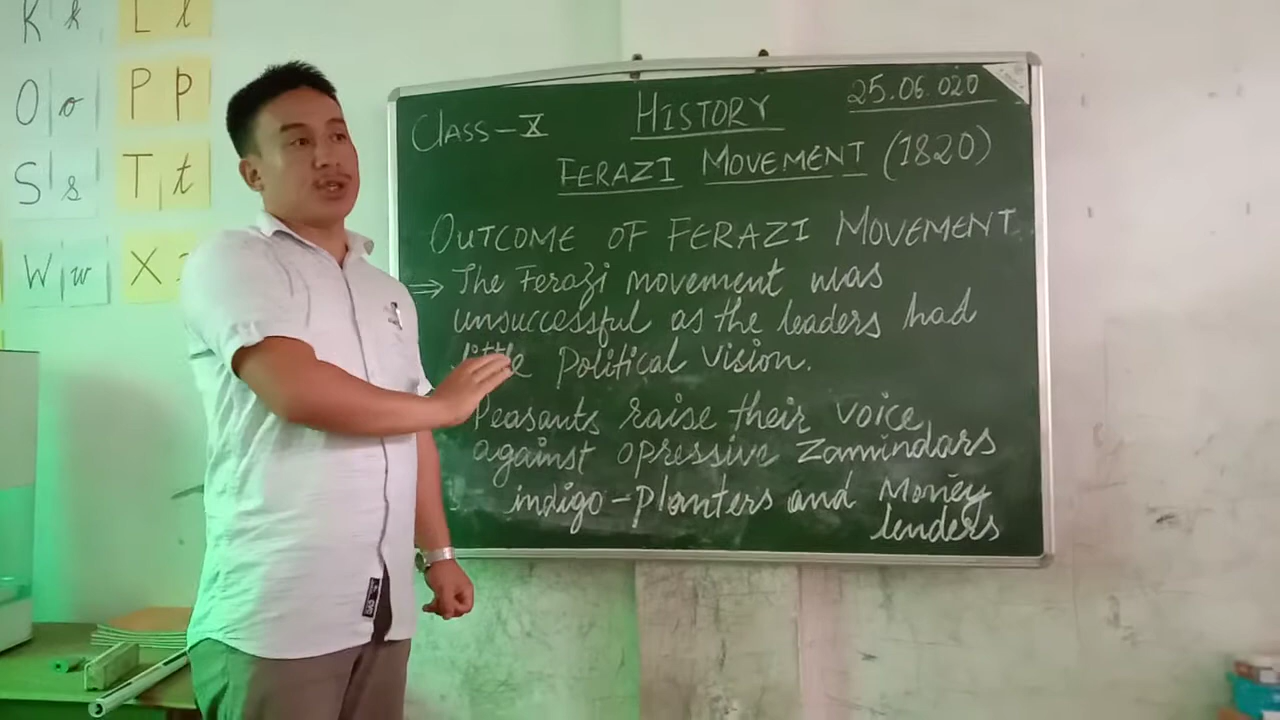 K k
L l
O o
P p
S s
T t
W w
X
CLASS-X
HISTORY
25.06.020
FERAZI MOVEMENT (1820)
OUTCOME OF FERAZI MOVEMENT
⇒ The Ferazi movement was
unsuccessful as the leaders had
little Political Vision.
Peasants raise their voice
against opressive Zamindars
indigo-Planters and Money
lenders